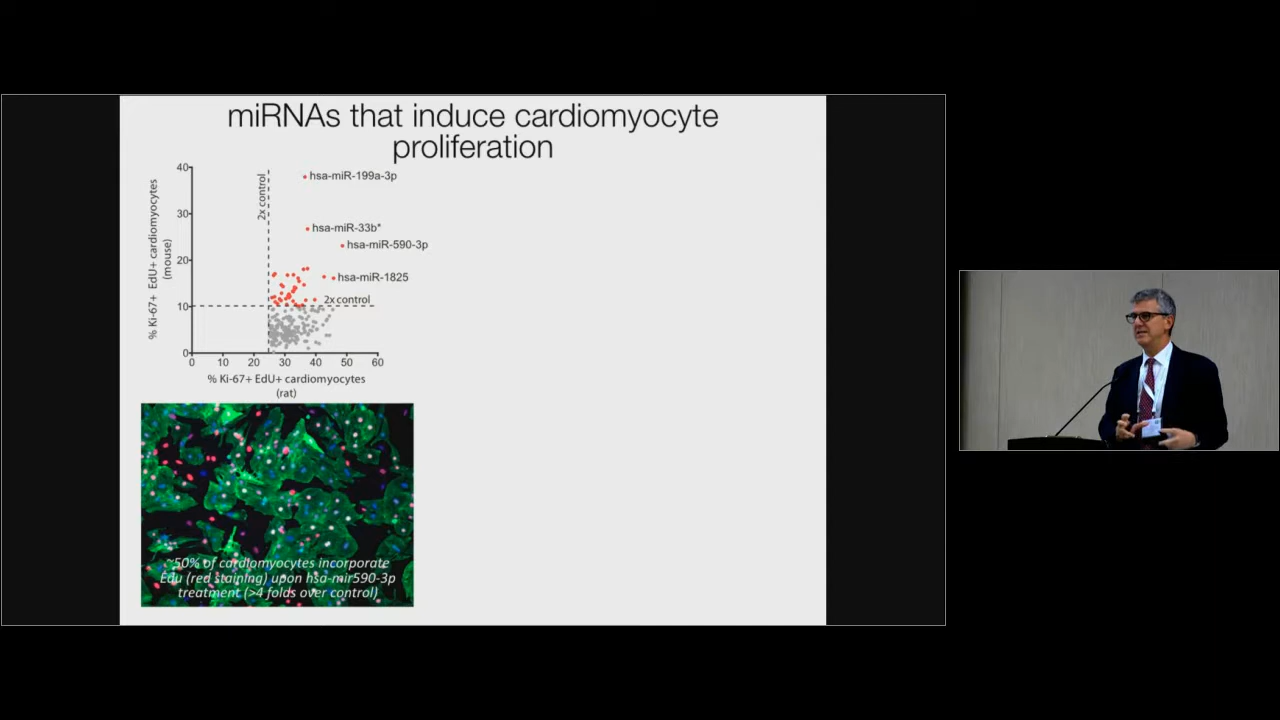 miRNAs that induce cardiomyocyte
proliferation
% Ki-67+ EdU+ cardiomyocytes
(mouse)
40
30
20
10
0
2x control
hsa-miR-199a-3p
hsa-miR-33b*
hsa-miR-590-3p
hsa-miR-1825
2x control
0 10 20 30 40 50 60
% Ki-67+ EdU+ cardiomyocytes
(rat)
~50% of cardiomyocytes incorporate
Edu (red staining) upon hsa-mir590-3p
treatment (>4 folds over control)